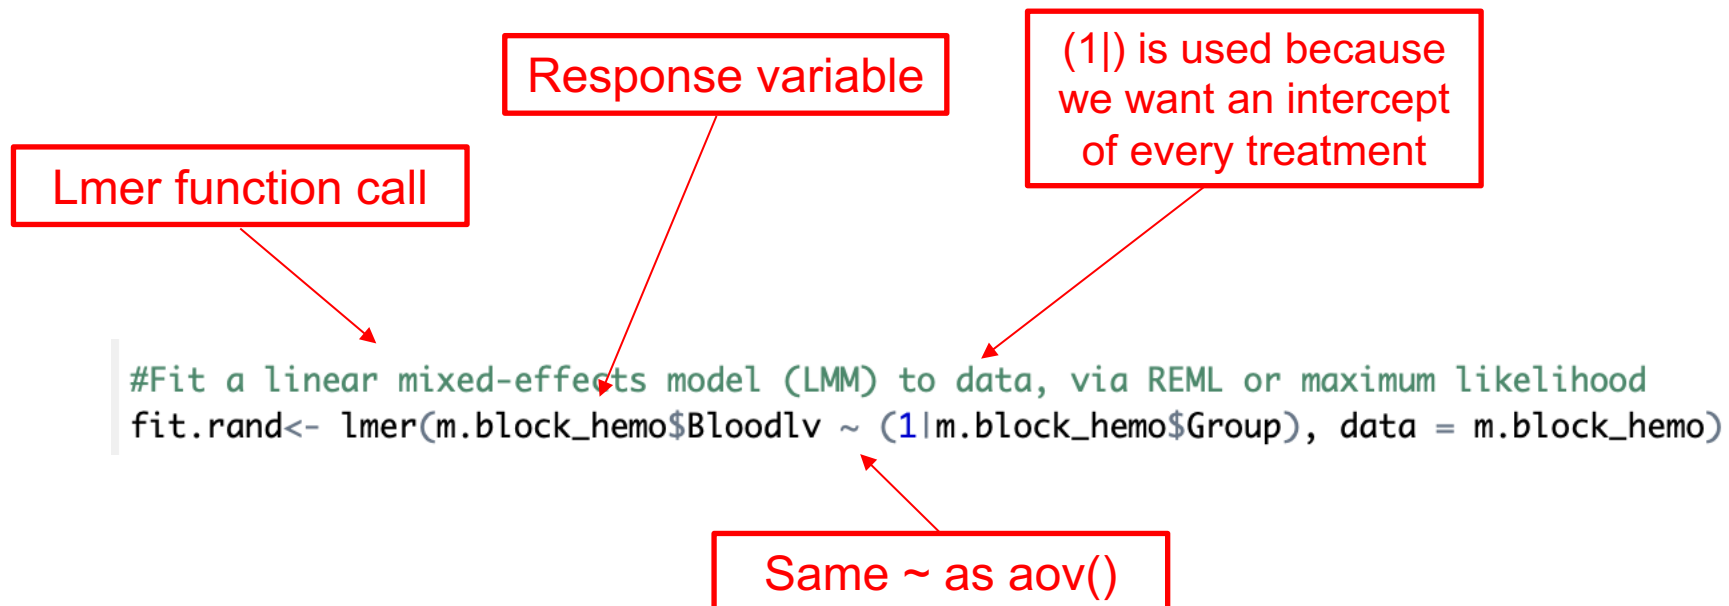 Response variable
(1|) is used because
we want an intercept
of every treatment
Lmer function call
#Fit a linear mixed-effects model (LMM) to data, via REML or maximum likelihood
fit.rand<- lmer(m.block_hemo$Bloodlv ~ (1|m.block_hemo$Group), data = m.block_hemo)
Same ~ as aov()